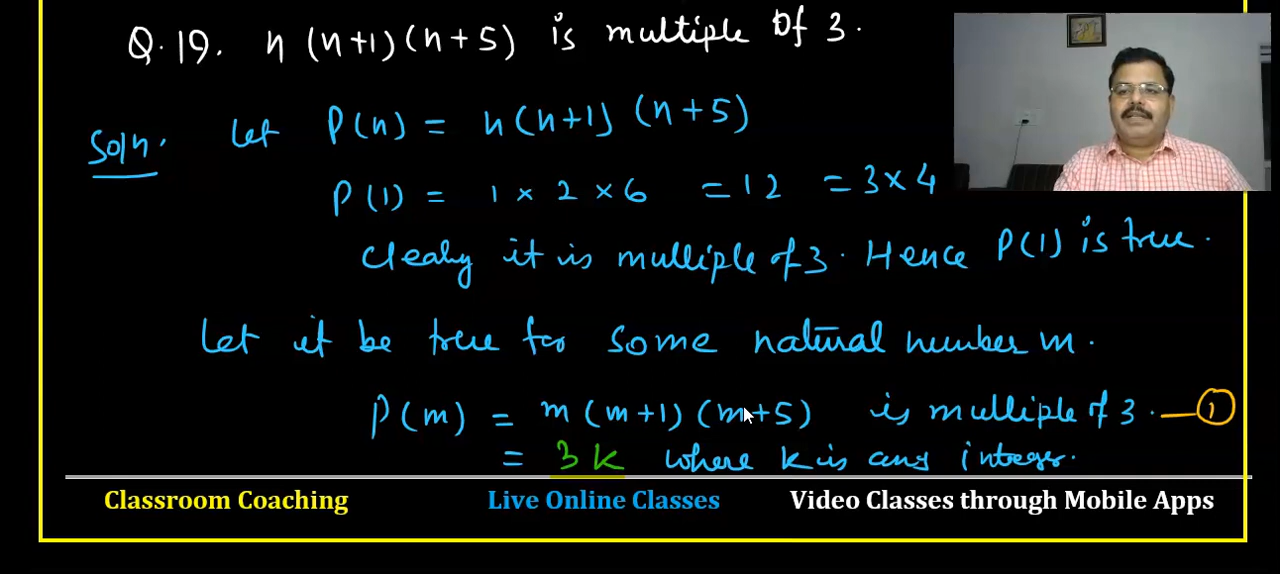 Q.19. n (n+1) (n+5) is multiple of 3.
Soln. Let P(n) = n(n+1) (n+5)
P(1) = 1 × 2 × 6 = 12 = 3×4
Clearly it is multiple of 3. Hence P(1) is true.
Let it be true for some natural number m.
P(m) = m (m+1) (m+5) is multiple of 3. — ①
= 3k where k is any integer.
Classroom Coaching Live Online Classes Video Classes through Mobile Apps